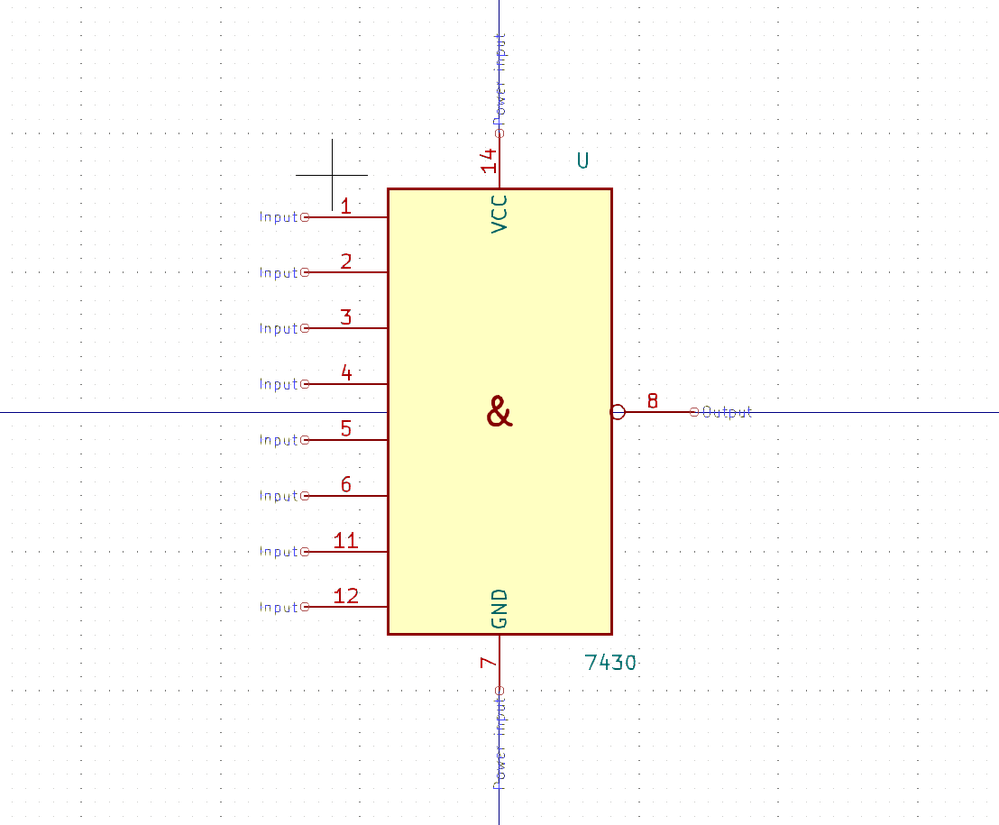 Power input
14
U
VCC
1
Input
2
Input
3
Input
4
Input
&
8
Output
5
Input
6
Input
11
Input
12
Input
GND
7
7430
Power input